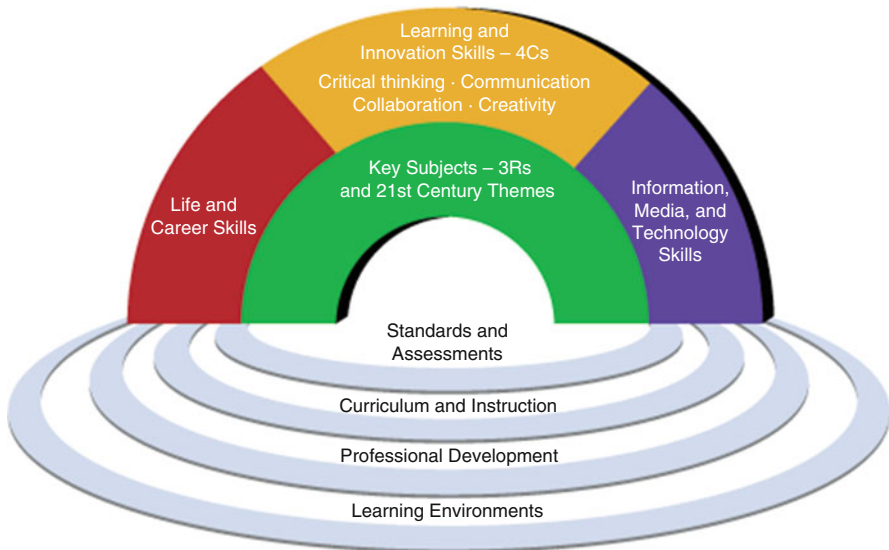 Learning and
Innovation Skills – 4Cs
Critical thinking · Communication
Collaboration · Creativity
Key Subjects – 3Rs
and 21st Century Themes
Life and
Career Skills
Information,
Media, and
Technology
Skills
Standards and
Assessments
Curriculum and Instruction
Professional Development
Learning Environments